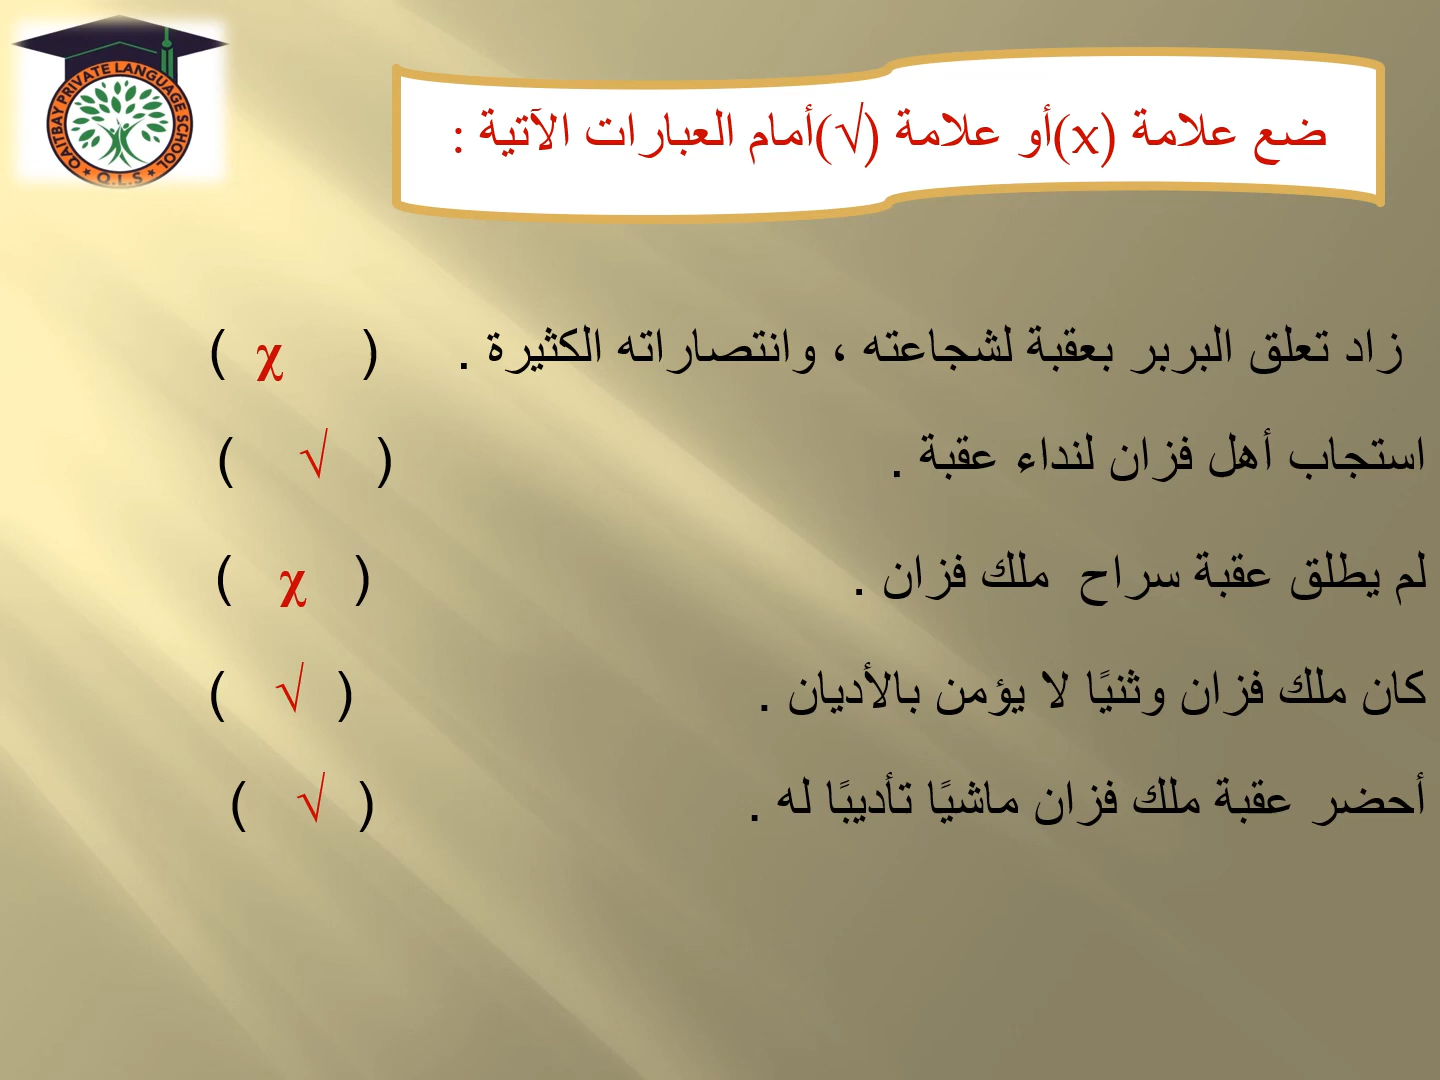 QAITBAY PRIVATE LANGUAGE SCHOOL
Q.L.S
ضع علامة (x)أو علامة (√)أمام العبارات الآتية :
زاد تعلق البربر بعقبة لشجاعته ، وانتصاراته الكثيرة . ( χ )
استجاب أهل فزان لنداء عقبة . ( √ )
لم يطلق عقبة سراح ملك فزان . ( χ )
كان ملك فزان وثنيًا لا يؤمن بالأديان . ( √ )
أحضر عقبة ملك فزان ماشيًا تأديبًا له . ( √ )